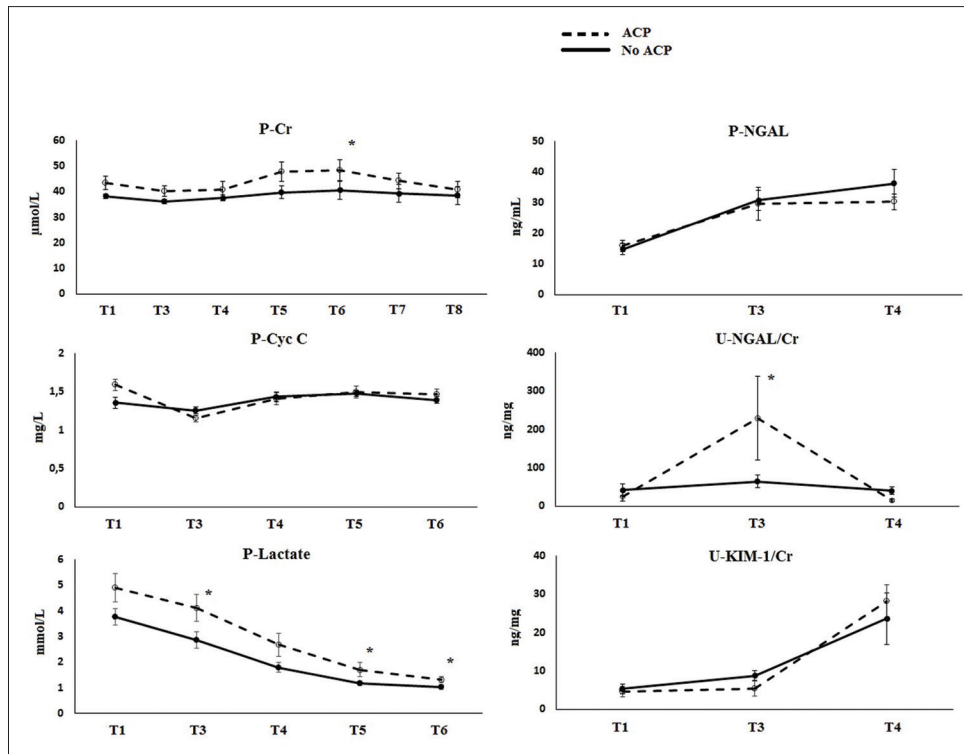 ACP
No ACP
P-Cr
*
60
50
40
30
20
10
0
µmol/L
T1 T3 T4 T5 T6 T7 T8
P-NGAL
50
40
30
20
10
0
ng/mL
T1 T3 T4
P-Cyc C
2
1,5
1
0,5
0
mg/L
T1 T3 T4 T5 T6
U-NGAL/Cr
*
400
300
200
100
0
ng/mg
T1 T3 T4
P-Lactate
* * *
6
5
4
3
2
1
0
mmol/L
T1 T3 T4 T5 T6
U-KIM-1/Cr
40
30
20
10
0
ng/mg
T1 T3 T4